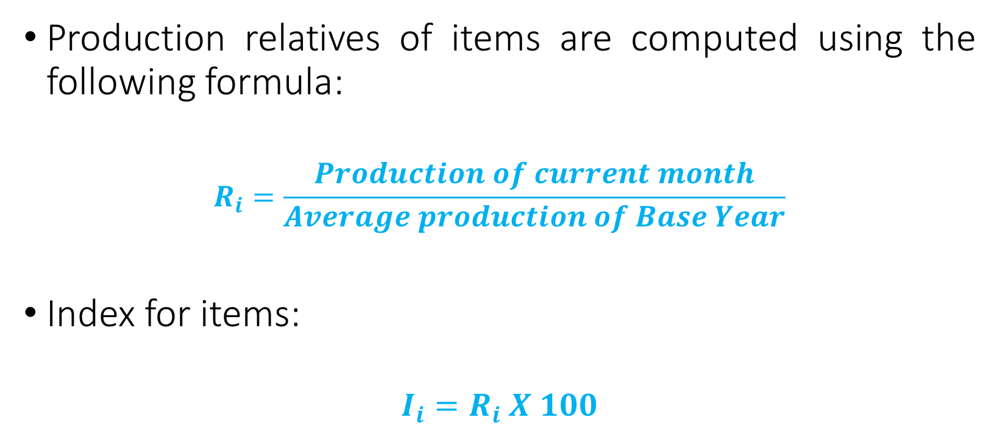 • Production relatives of items are computed using the
following formula:
R_i = Production of current month / Average production of Base Year
• Index for items:
I_i = R_i X 100